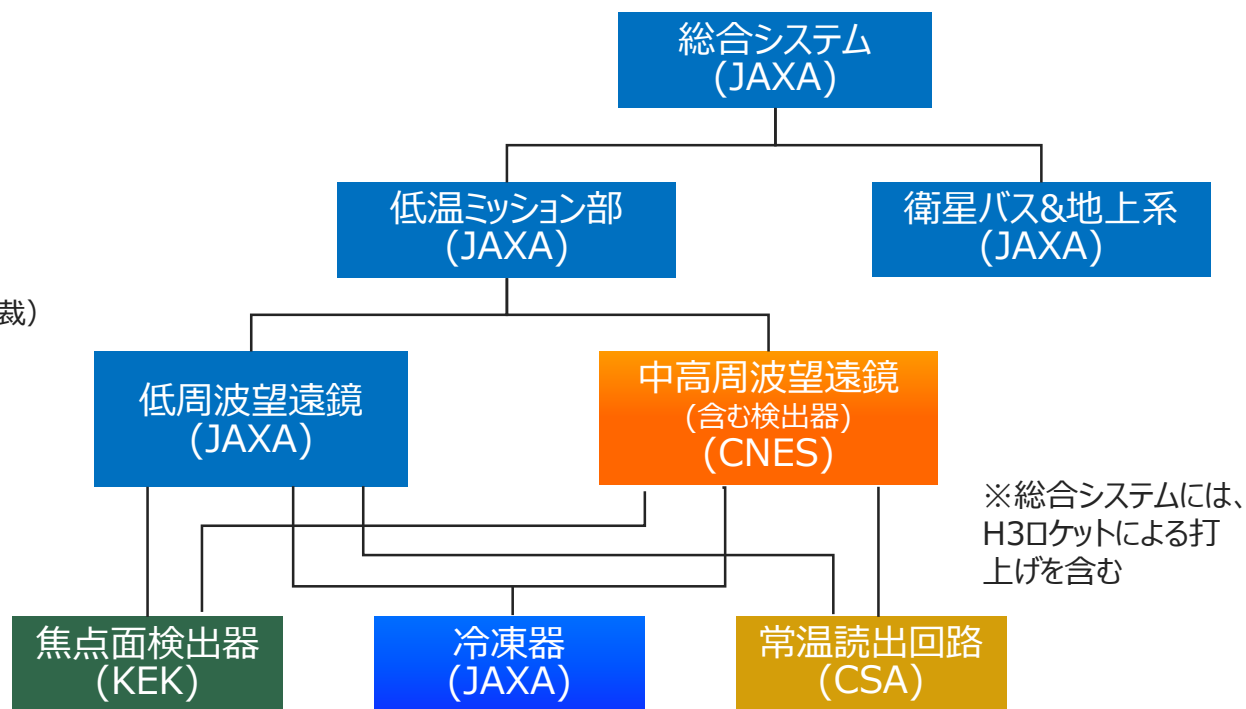 総合システム
(JAXA)
低温ミッション部
(JAXA)
衛星バス&地上系
(JAXA)
裁）
低周波望遠鏡
(JAXA)
中高周波望遠鏡
(含む検出器)
(CNES)
※総合システムには、
H3ロケットによる打
上げを含む
焦点面検出器
(KEK)
冷凍器
(JAXA)
常温読出回路
(CSA)